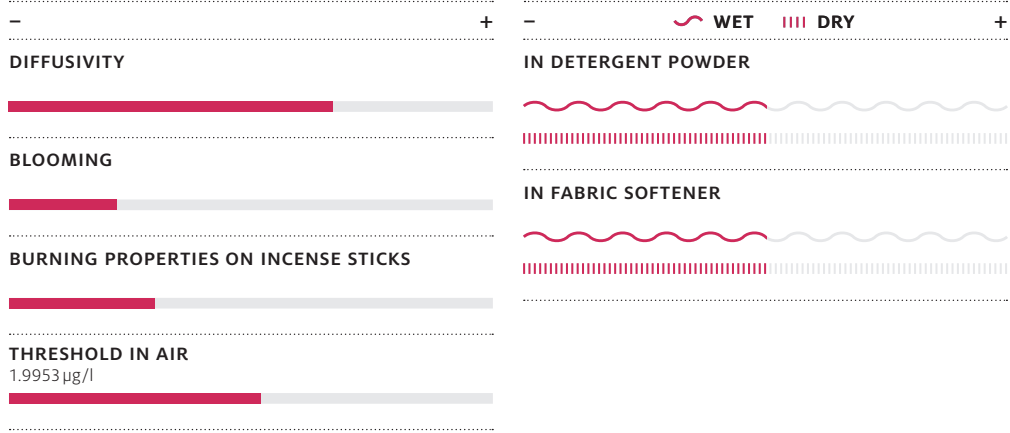 – +
DIFFUSIVITY
BLOOMING
BURNING PROPERTIES ON INCENSE STICKS
THRESHOLD IN AIR
1.9953 µg/l
– WET DRY +
IN DETERGENT POWDER
IN FABRIC SOFTENER